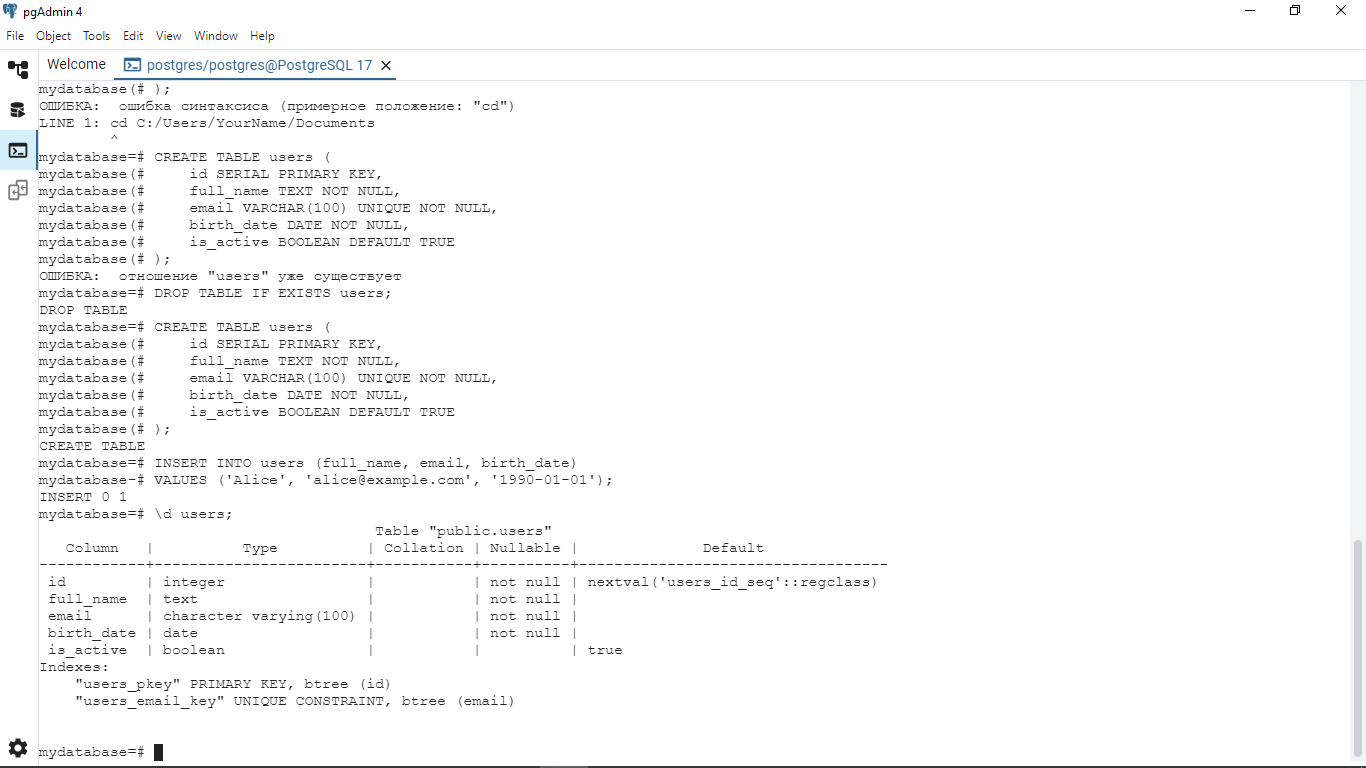 pgAdmin 4
File Object Tools Edit View Window Help
Welcome postgres/postgres@PostgreSQL 17
mydatabase(# );
ОШИБКА:  ошибка синтаксиса (примерное положение: "cd")
LINE 1: cd C:/Users/YourName/Documents
        ^
mydatabase=# CREATE TABLE users (
mydatabase(#     id SERIAL PRIMARY KEY,
mydatabase(#     full_name TEXT NOT NULL,
mydatabase(#     email VARCHAR(100) UNIQUE NOT NULL,
mydatabase(#     birth_date DATE NOT NULL,
mydatabase(#     is_active BOOLEAN DEFAULT TRUE
mydatabase(# );
ОШИБКА:  отношение "users" уже существует
mydatabase=# DROP TABLE IF EXISTS users;
DROP TABLE
mydatabase=# CREATE TABLE users (
mydatabase(#     id SERIAL PRIMARY KEY,
mydatabase(#     full_name TEXT NOT NULL,
mydatabase(#     email VARCHAR(100) UNIQUE NOT NULL,
mydatabase(#     birth_date DATE NOT NULL,
mydatabase(#     is_active BOOLEAN DEFAULT TRUE
mydatabase(# );
CREATE TABLE
mydatabase=# INSERT INTO users (full_name, email, birth_date)
mydatabase-# VALUES ('Alice', 'alice@example.com', '1990-01-01');
INSERT 0 1
mydatabase=# \d users;
                                      Table "public.users"
   Column   |          Type          | Collation | Nullable |              Default
------------+------------------------+-----------+----------+-----------------------------------
 id         | integer                |           | not null | nextval('users_id_seq'::regclass)
 full_name  | text                   |           | not null |
 email      | character varying(100) |           | not null |
 birth_date | date                   |           | not null |
 is_active  | boolean                |           |          | true
Indexes:
    "users_pkey" PRIMARY KEY, btree (id)
    "users_email_key" UNIQUE CONSTRAINT, btree (email)
mydatabase=#